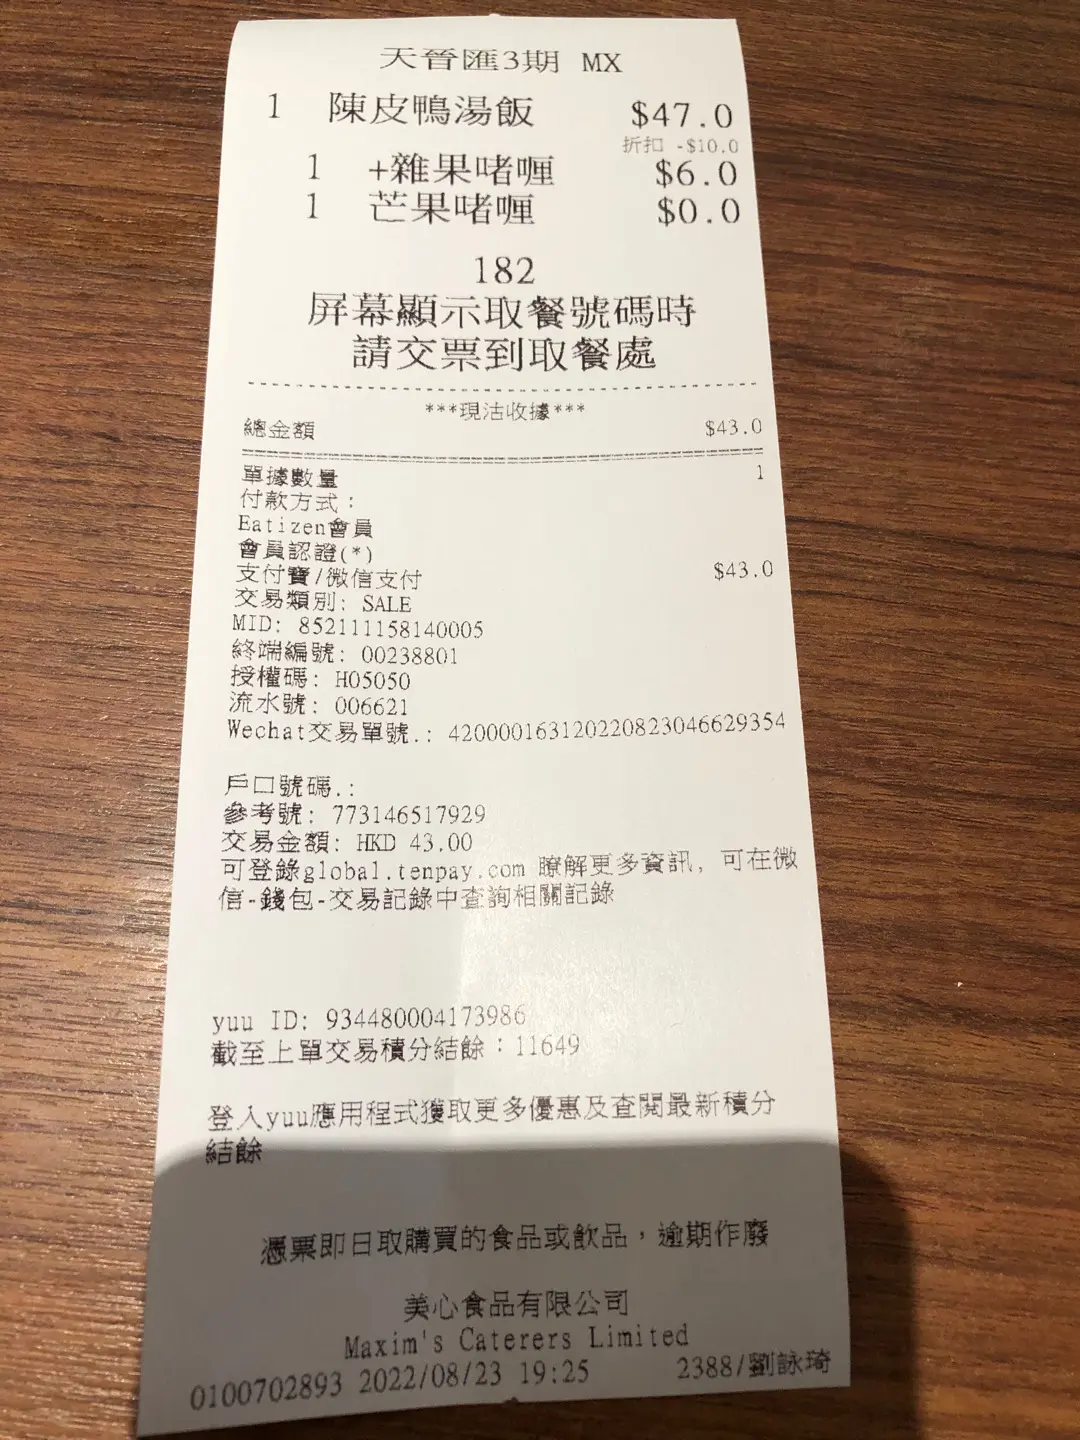 天晉匯3期 MX
1 陳皮鴨湯飯 $47.0
折扣 -$10.0
1 +雜果啫喱 $6.0
1 芒果啫喱 $0.0
182
屏幕顯示取餐號碼時
請交票到取餐處
***現沽收據***
總金額 $43.0
單據數量 1
付款方式：
Eatizen會員
會員認證(*)
支付寶/微信支付 $43.0
交易類別: SALE
MID: 852111158140005
終端編號: 00238801
授權碼: H05050
流水號: 006621
Wechat交易單號.: 4200001631202208230466293​54
戶口號碼.:
參考號: 773146517929
交易金額: HKD 43.00
可登錄global.tenpay.com 瞭解更多資訊, 可在微
信-錢包-交易記錄中查詢相關記錄
yuu ID: 934480004173986
截至上單交易積分結餘：11649
登入yuu應用程式獲取更多優惠及查閱最新積分
結餘
憑票即日取購買的食品或飲品，逾期作廢
美心食品有限公司
Maxim's Caterers Limited
0100702893 2022/08/23 19:25 2388/劉詠琦